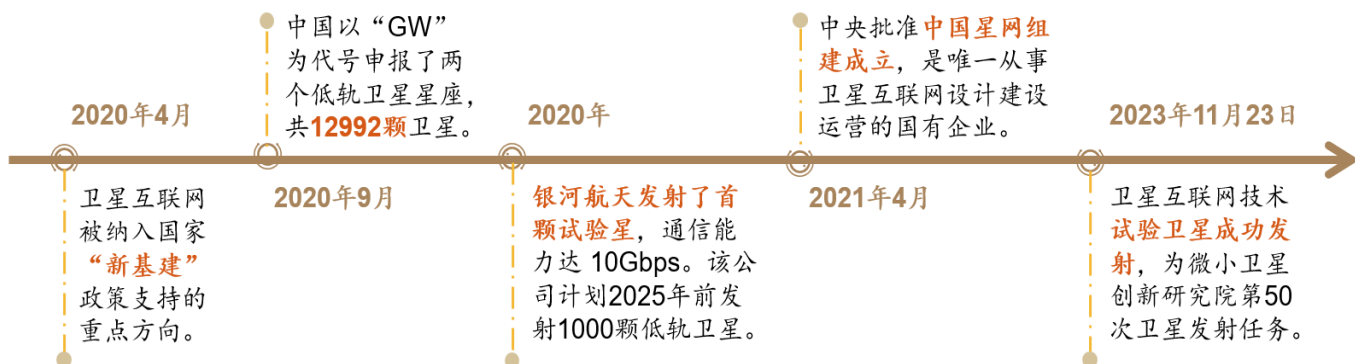 2020年4月
卫星互联网
被纳入国家
“新基建”
政策支持的
重点方向。
中国以“GW”
为代号申报了两
个低轨卫星星座，
共12992颗卫星。
2020年9月
2020年
银河航天发射了首
颗试验星，通信能
力达 10Gbps。该公
司计划2025年前发
射1000颗低轨卫星。
中央批准中国星网组
建成立，是唯一从事
卫星互联网设计建设
运营的国有企业。
2021年4月
2023年11月23日
卫星互联网技术
试验卫星成功发
射，为微小卫星
创新研究院第50
次卫星发射任务。